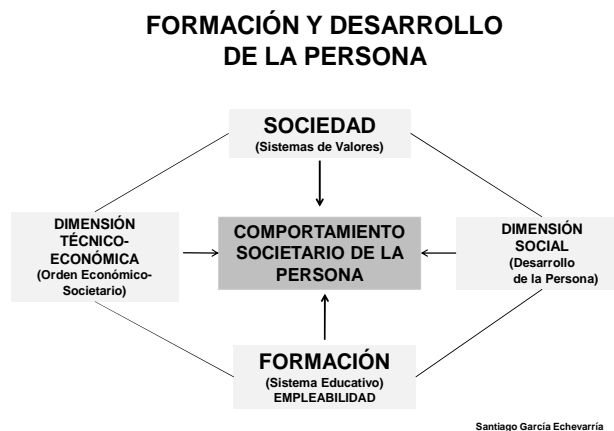 FORMACIÓN Y DESARROLLO
DE LA PERSONA
SOCIEDAD
(Sistemas de Valores)
DIMENSIÓN
TÉCNICO-
ECONÓMICA
(Orden Económico-
Societario)
COMPORTAMIENTO
SOCIETARIO DE LA
PERSONA
DIMENSIÓN
SOCIAL
(Desarrollo
de la Persona)
FORMACIÓN
(Sistema Educativo)
EMPLEABILIDAD
Santiago García Echevarría